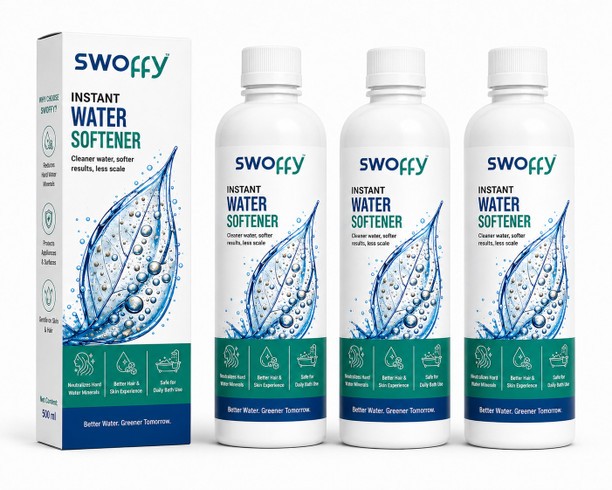 SWOFFY™
INSTANT
WATER
SOFTENER
Cleaner water, softer
results, less scale
WHY CHOOSE
SWOFFY?
Reduces
Hard Water
Minerals
Protects
Appliances
& Surfaces
Gentle on Skin
& Hair
Net Content
500 ml
Neutralizes Hard
Water Minerals
Better Hair &
Skin Experience
Safe for
Daily Bath Use
Better Water. Greener Tomorrow.
SWOFFY™
INSTANT
WATER
SOFTENER
Cleaner water, softer
results, less scale
Neutralizes Hard
Water Minerals
Better Hair &
Skin Experience
Safe for
Daily Bath Use
Better Water. Greener Tomorrow.
SWOFFY™
INSTANT
WATER
SOFTENER
Cleaner water, softer
results, less scale
Neutralizes Hard
Water Minerals
Better Hair &
Skin Experience
Safe for
Daily Bath Use
Better Water. Greener Tomorrow.
SWOFFY™
INSTANT
WATER
SOFTENER
Cleaner water, softer
results, less scale
Neutralizes Hard
Water Minerals
Better Hair &
Skin Experience
Safe for
Daily Bath Use
Better Water. Greener Tomorrow.